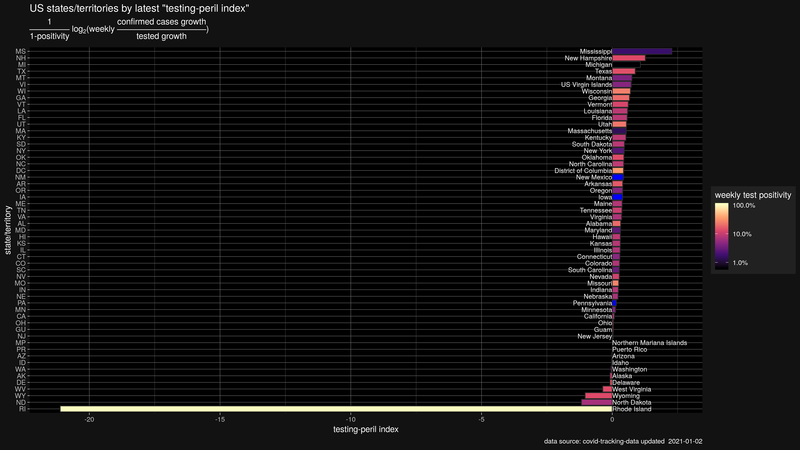 US states/territories by latest "testing-peril index"
1/1-positivity log2(weekly confirmed cases growth/tested growth)
MS Mississippi
NH New Hampshire
MI Michigan
TX Texas
MT Montana
VI US Virgin Islands
WI Wisconsin
GA Georgia
VT Vermont
LA Louisiana
FL Florida
UT Utah
MA Massachusetts
KY Kentucky
SD South Dakota
NY New York
OK Oklahoma
NC North Carolina
DC District of Columbia
NM New Mexico
AR Arkansas
OR Oregon
IA Iowa
ME Maine
TN Tennessee
VA Virginia
AL Alabama
MD Maryland
HI Hawaii
KS Kansas
IL Illinois
CT Connecticut
CO Colorado
SC South Carolina
NV Nevada
MO Missouri
IN Indiana
NE Nebraska
PA Pennsylvania
MN Minnesota
CA California
OH Ohio
GU Guam
NJ New Jersey
MP Northern Mariana Islands
PR Puerto Rico
AZ Arizona
ID Idaho
WA Washington
AK Alaska
DE Delaware
WV West Virginia
WY Wyoming
ND North Dakota
RI Rhode Island
state/territory
-20 -15 -10 -5 0
testing-peril index
weekly test positivity
100.0%
10.0%
1.0%
data source: covid-tracking-data updated 2021-01-02